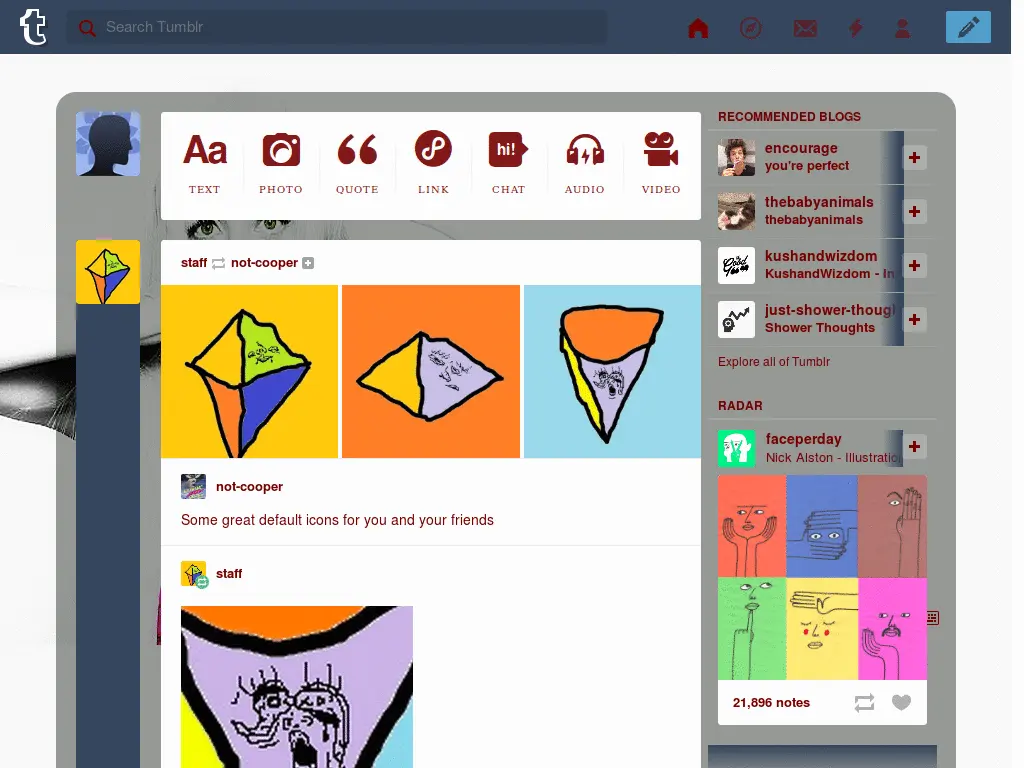 Search Tumblr
Aa
hi!
TEXT PHOTO QUOTE LINK CHAT AUDIO VIDEO
staff not-cooper
not-cooper
Some great default icons for you and your friends
staff
RECOMMENDED BLOGS
encourage
you're perfect
thebabyanimals
thebabyanimals
kushandwizdom
KushandWizdom - In
just-shower-though
Shower Thoughts
Explore all of Tumblr
RADAR
faceperday
Nick Alston - Illustratio
21,896 notes